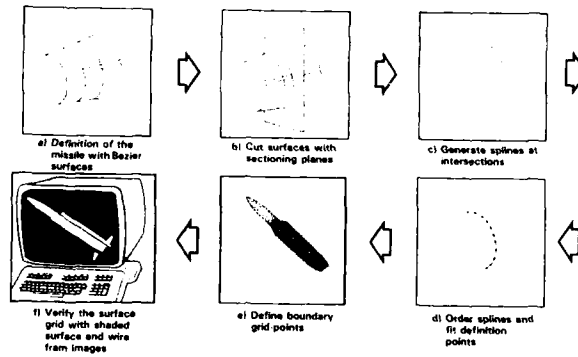 a) Definition of the
missile with Bezier
surfaces
b) Cut surfaces with
sectioning planes
c) Generate splines at
intersections
f) Verify the surface
grid with shaded
surface and wire
fram images
e) Define boundary
grid-points
d) Order splines and
fit definition
points